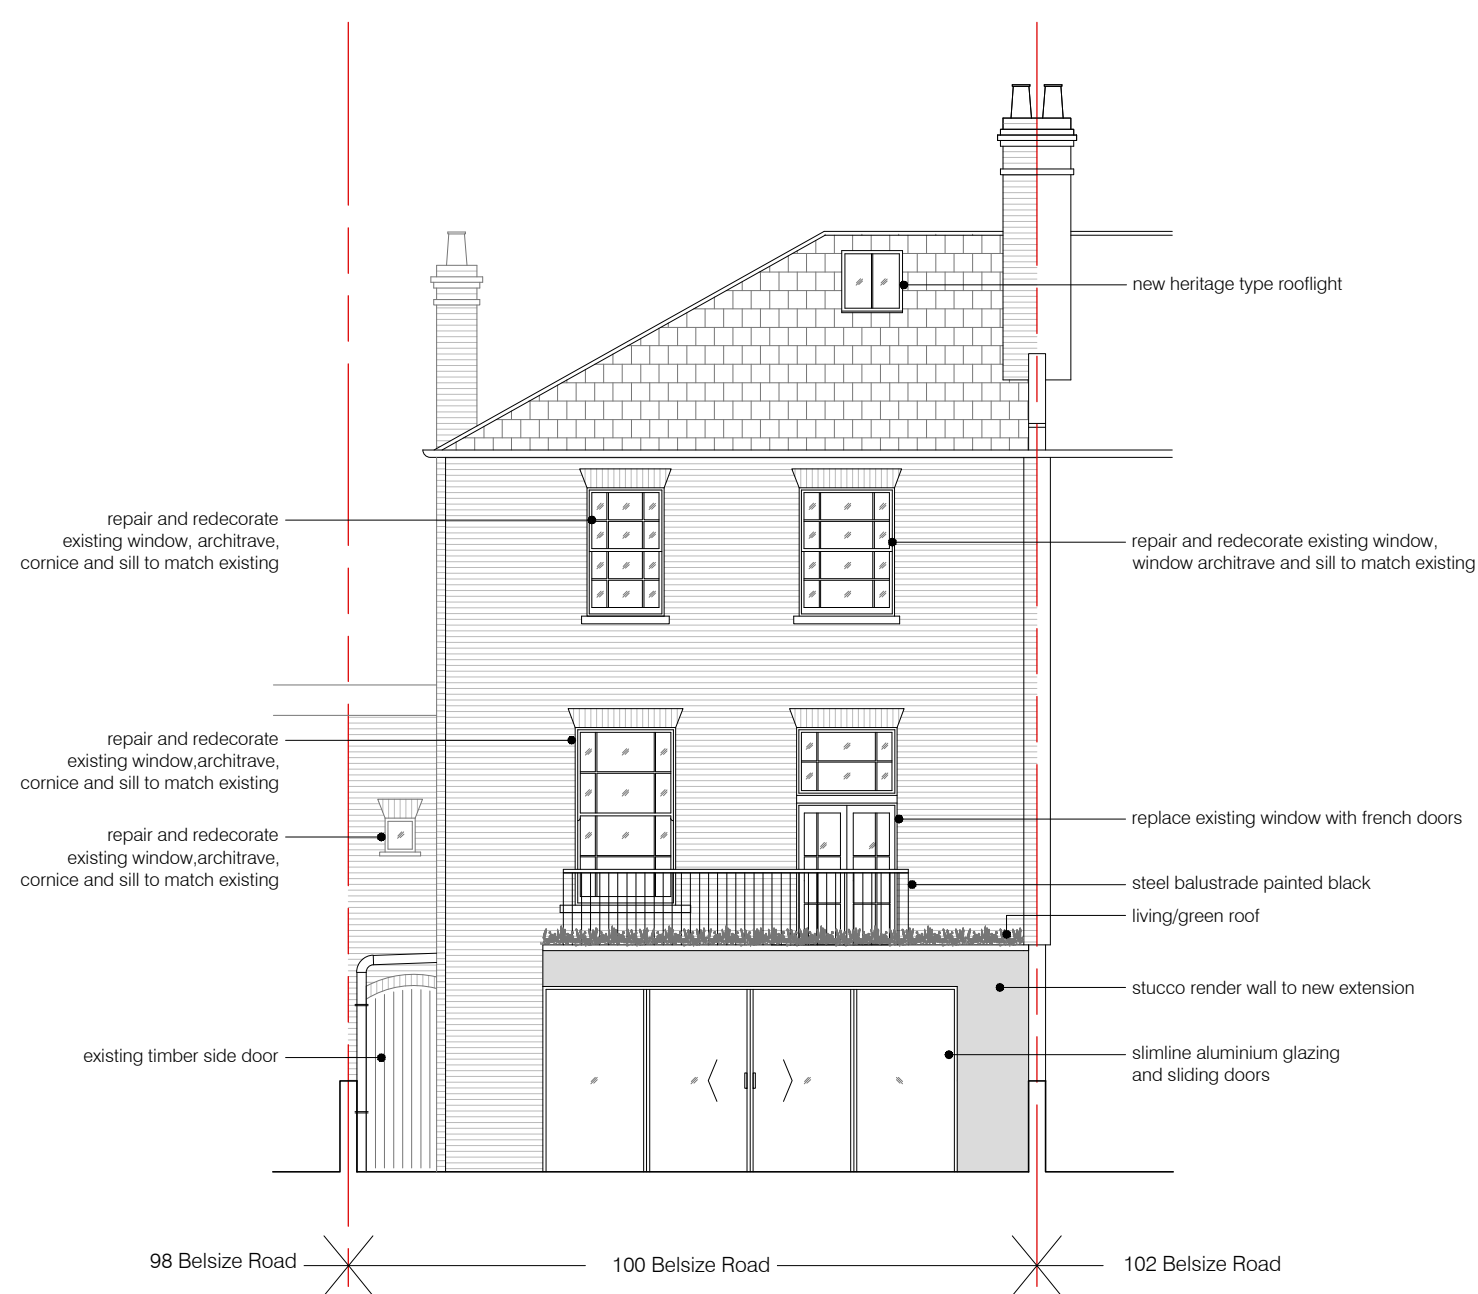 new heritage type rooflight
repair and redecorate
existing window, architrave,
cornice and sill to match existing
repair and redecorate existing window,
window architrave and sill to match existing
repair and redecorate
existing window,architrave,
cornice and sill to match existing
repair and redecorate
existing window,architrave,
cornice and sill to match existing
replace existing window with french doors
steel balustrade painted black
living/green roof
stucco render wall to new extension
existing timber side door
slimline aluminium glazing
and sliding doors
98 Belsize Road
100 Belsize Road
102 Belsize Road